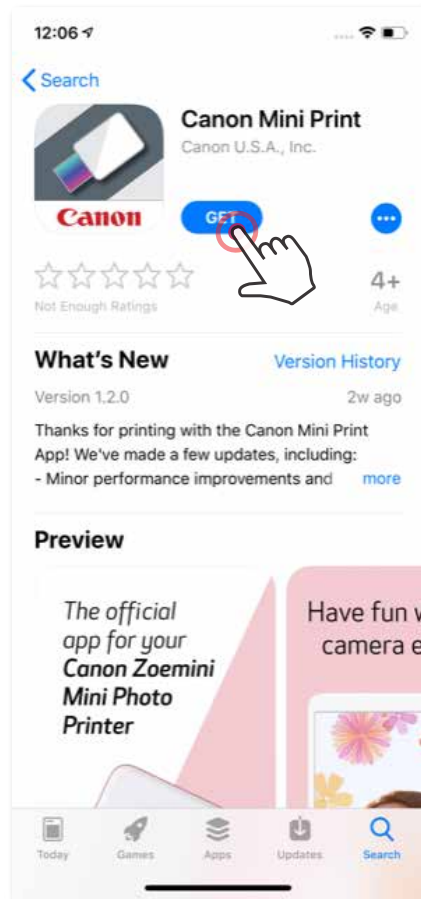 12:06
Search
Canon Mini Print
Canon U.S.A., Inc.
Canon
GET
4+
Not Enough Ratings
Age
What's New
Version History
Version 1.2.0
2w ago
Thanks for printing with the Canon Mini Print
App! We've made a few updates, including:
- Minor performance improvements and more
Preview
The official
app for your
Canon Zoemini
Mini Photo
Printer
Have fun
camera e
Today
Games
Apps
Updates
Search